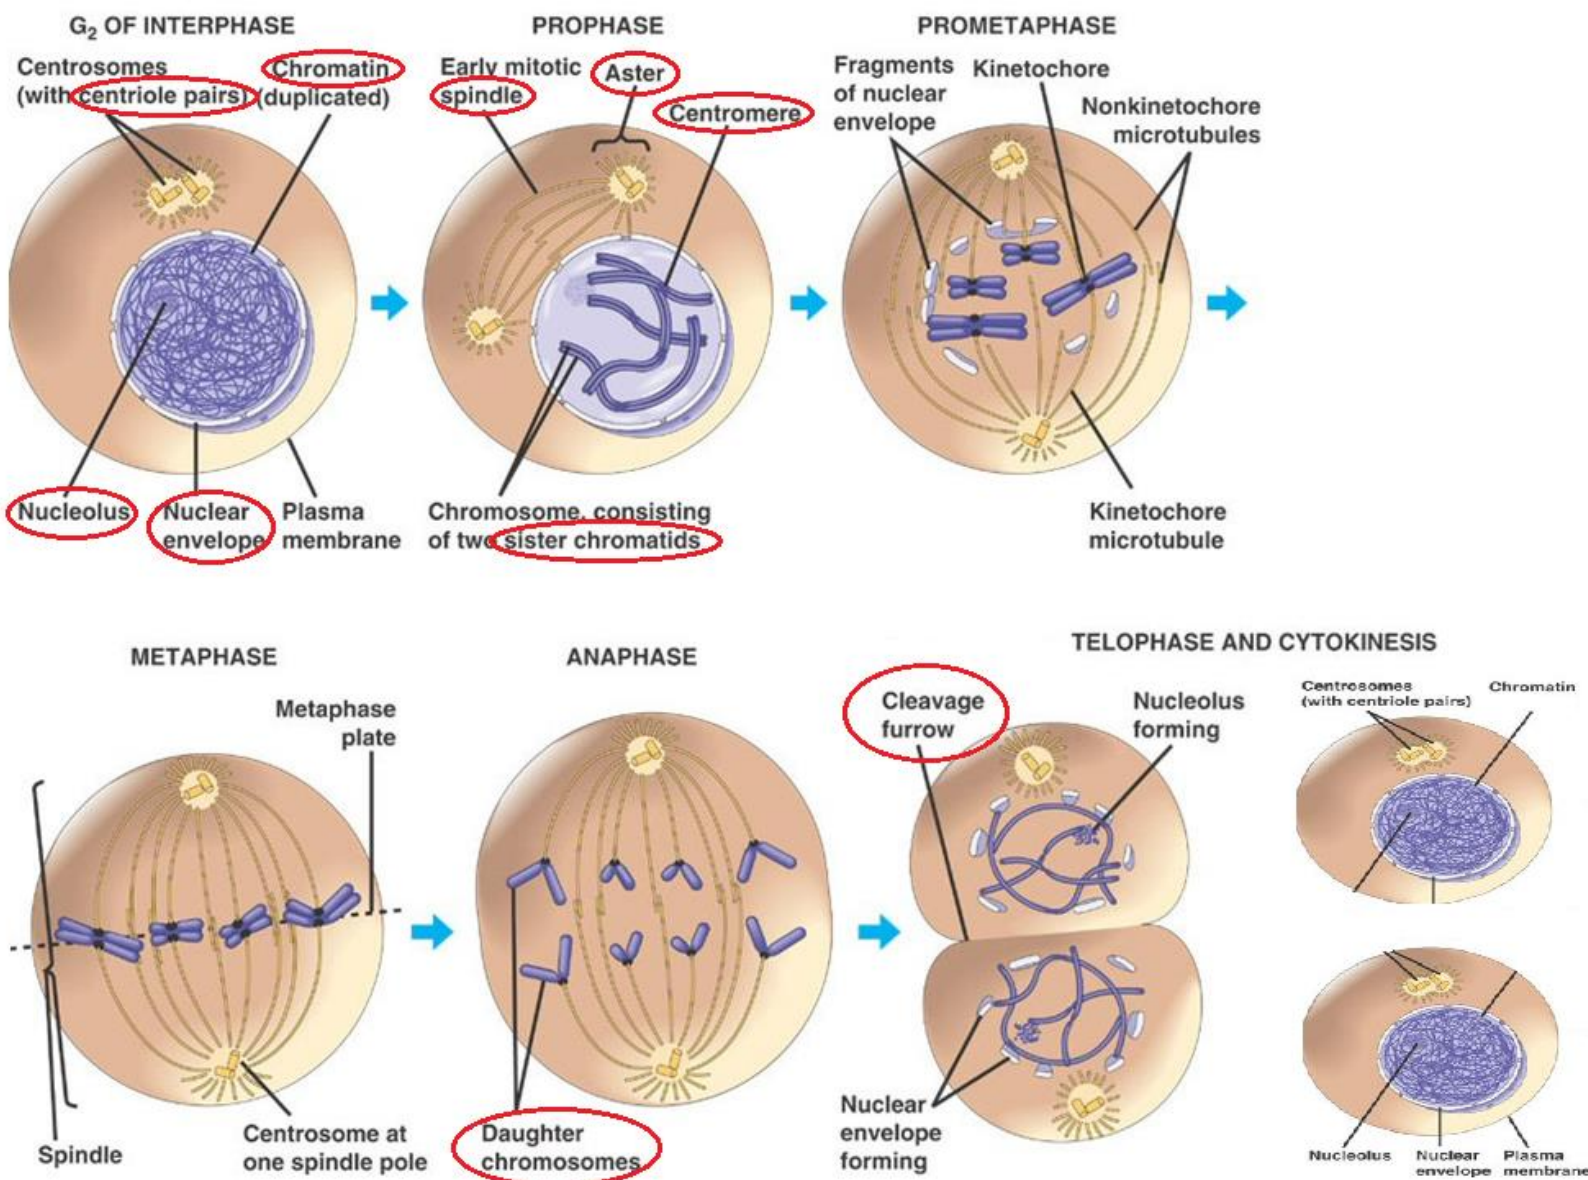 G₂ OF INTERPHASE
Centrosomes
(with centriole pairs)
Chromatin
(duplicated)
Nucleolus
Nuclear
envelope
Plasma
membrane
PROPHASE
Early mitotic
spindle
Aster
Centromere
Chromosome, consisting
of two sister chromatids
PROMETAPHASE
Fragments
of nuclear
envelope
Kinetochore
Nonkinetochore
microtubules
Kinetochore
microtubule
METAPHASE
Metaphase
plate
Spindle
Centrosome at
one spindle pole
ANAPHASE
Daughter
chromosomes
TELOPHASE AND CYTOKINESIS
Cleavage
furrow
Nucleolus
forming
Nuclear
envelope
forming
Centrosomes
(with centriole pairs)
Chromatin
Nucleolus
Nuclear
envelope
Plasma
membrane